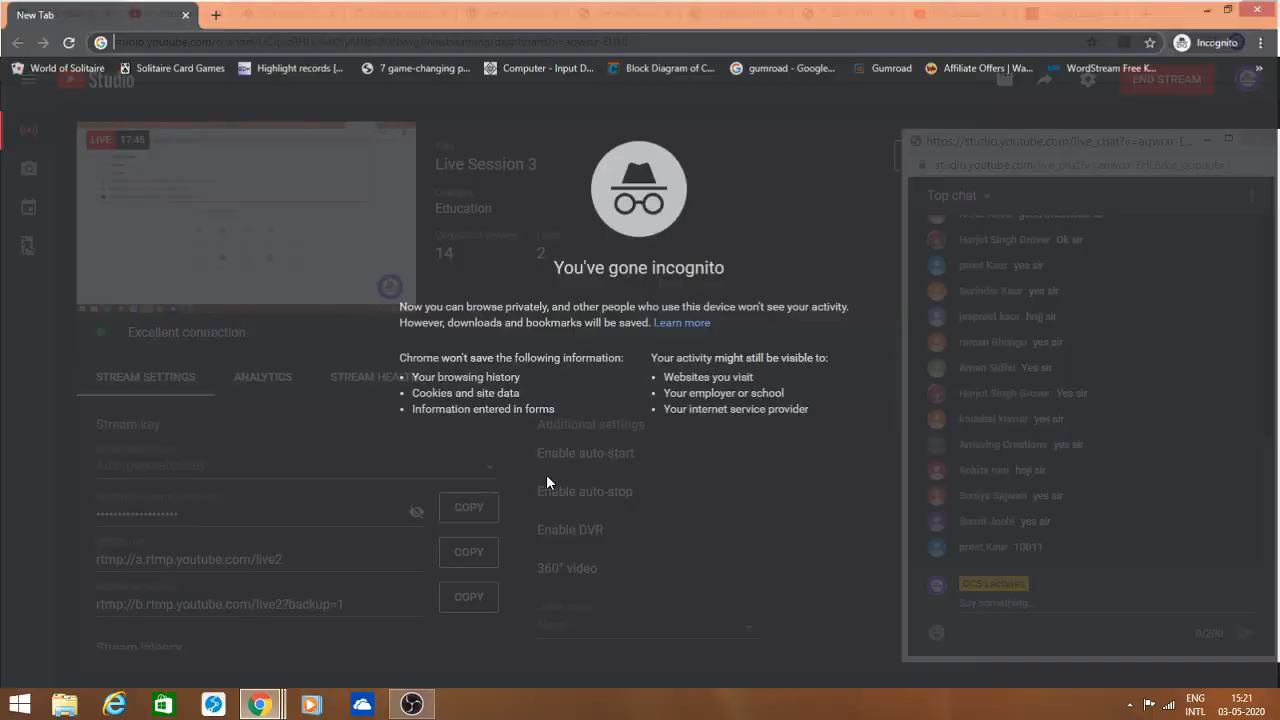 New Tab
Incognito
World of Solitaire
Solitaire Card Games
Highlight records [...
7 game-changing p...
Computer - Input D...
Block Diagram of C...
gumroad - Google...
Gumroad
Affiliate Offers | Wa...
WordStream Free K...
»
Studio
END STREAM
LIVE 17:45
Live Session 3
Education
14
2
Excellent connection
STREAM SETTINGS
ANALYTICS
STREAM HEALT
You've gone incognito
Now you can browse privately, and other people who use this device won't see your activity.
However, downloads and bookmarks will be saved. Learn more
Chrome won't save the following information:
• Your browsing history
• Cookies and site data
• Information entered in forms
Your activity might still be visible to:
• Websites you visit
• Your employer or school
• Your internet service provider
Stream key
COPY
rtmp://a.rtmp.youtube.com/live2
COPY
rtmp://b.rtmp.youtube.com/live2?backup=1
COPY
Stream latency
Additional settings
Enable auto-start
Enable auto-stop
Enable DVR
360° video
Top chat
Harjot Singh Grover Ok sir
preet Kaur yes sir
Surinder Kaur yes sir
jaspreet kaur hnji sir
raman Bhangu yes sir
Aman Sidhu Yes sir
Harjot Singh Grover Yes sir
kaushal kumar yes sir
Amazing Creations yes sir
Ankita rani hnji sir
Soniya Sajwan yes sir
Sumit Joshi yes sir
preet Kaur 10011
OCS Lectures
Say something...
0/200
ENG
INTL
15:21
03-05-2020